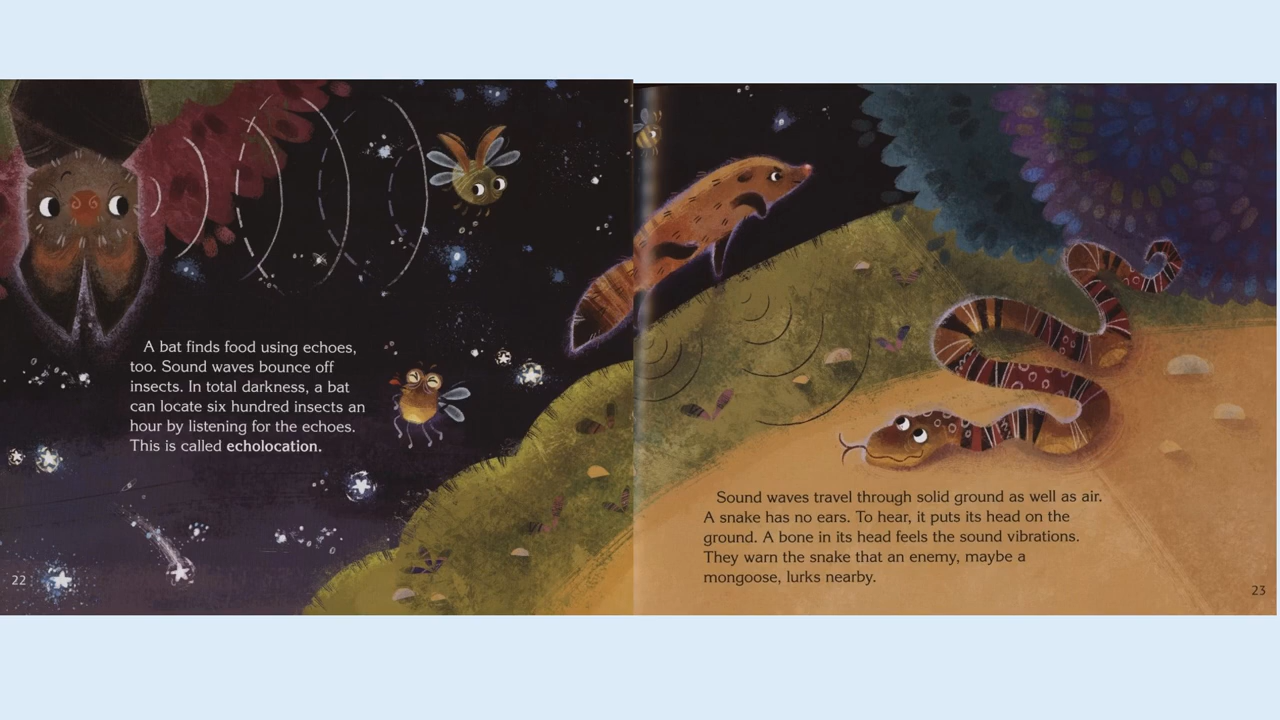 A bat finds food using echoes,
too. Sound waves bounce off
insects. In total darkness, a bat
can locate six hundred insects an
hour by listening for the echoes.
This is called echolocation.
22
Sound waves travel through solid ground as well as air.
A snake has no ears. To hear, it puts its head on the
ground. A bone in its head feels the sound vibrations.
They warn the snake that an enemy, maybe a
mongoose, lurks nearby.
23